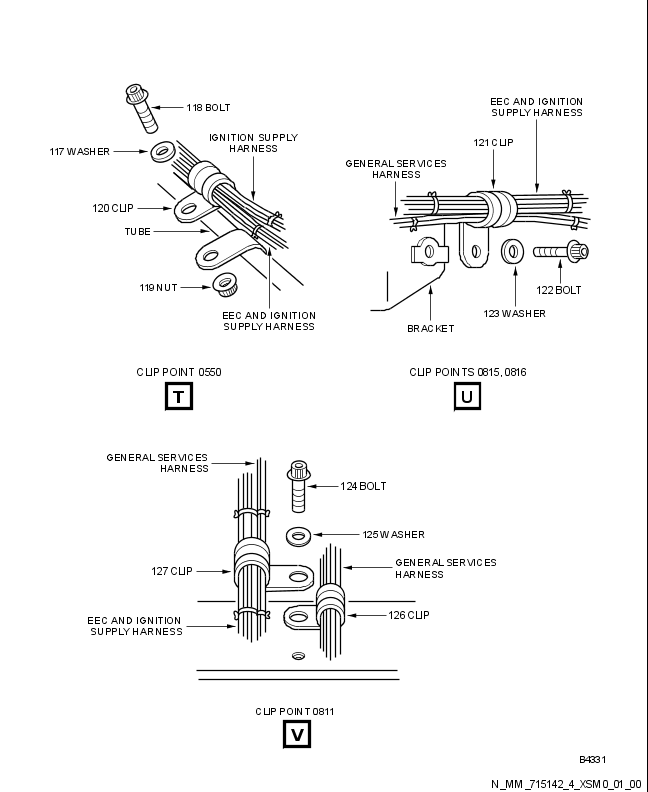 118 BOLT
117 WASHER
IGNITION SUPPLY
HARNESS
120 CLIP
TUBE
119 NUT
EEC AND IGNITION
SUPPLY HARNESS
CLIP POINT 0550
T
EEC AND IGNITION
SUPPLY HARNESS
121 CLIP
GENERAL SERVICES
HARNESS
122 BOLT
123 WASHER
BRACKET
CLIP POINTS 0815, 0816
U
GENERAL SERVICES
HARNESS
124 BOLT
125 WASHER
127 CLIP
GENERAL SERVICES
HARNESS
126 CLIP
EEC AND IGNITION
SUPPLY HARNESS
CLIP POINT 0811
V
B4331
N_MM_715142_4_XSM0_01_00